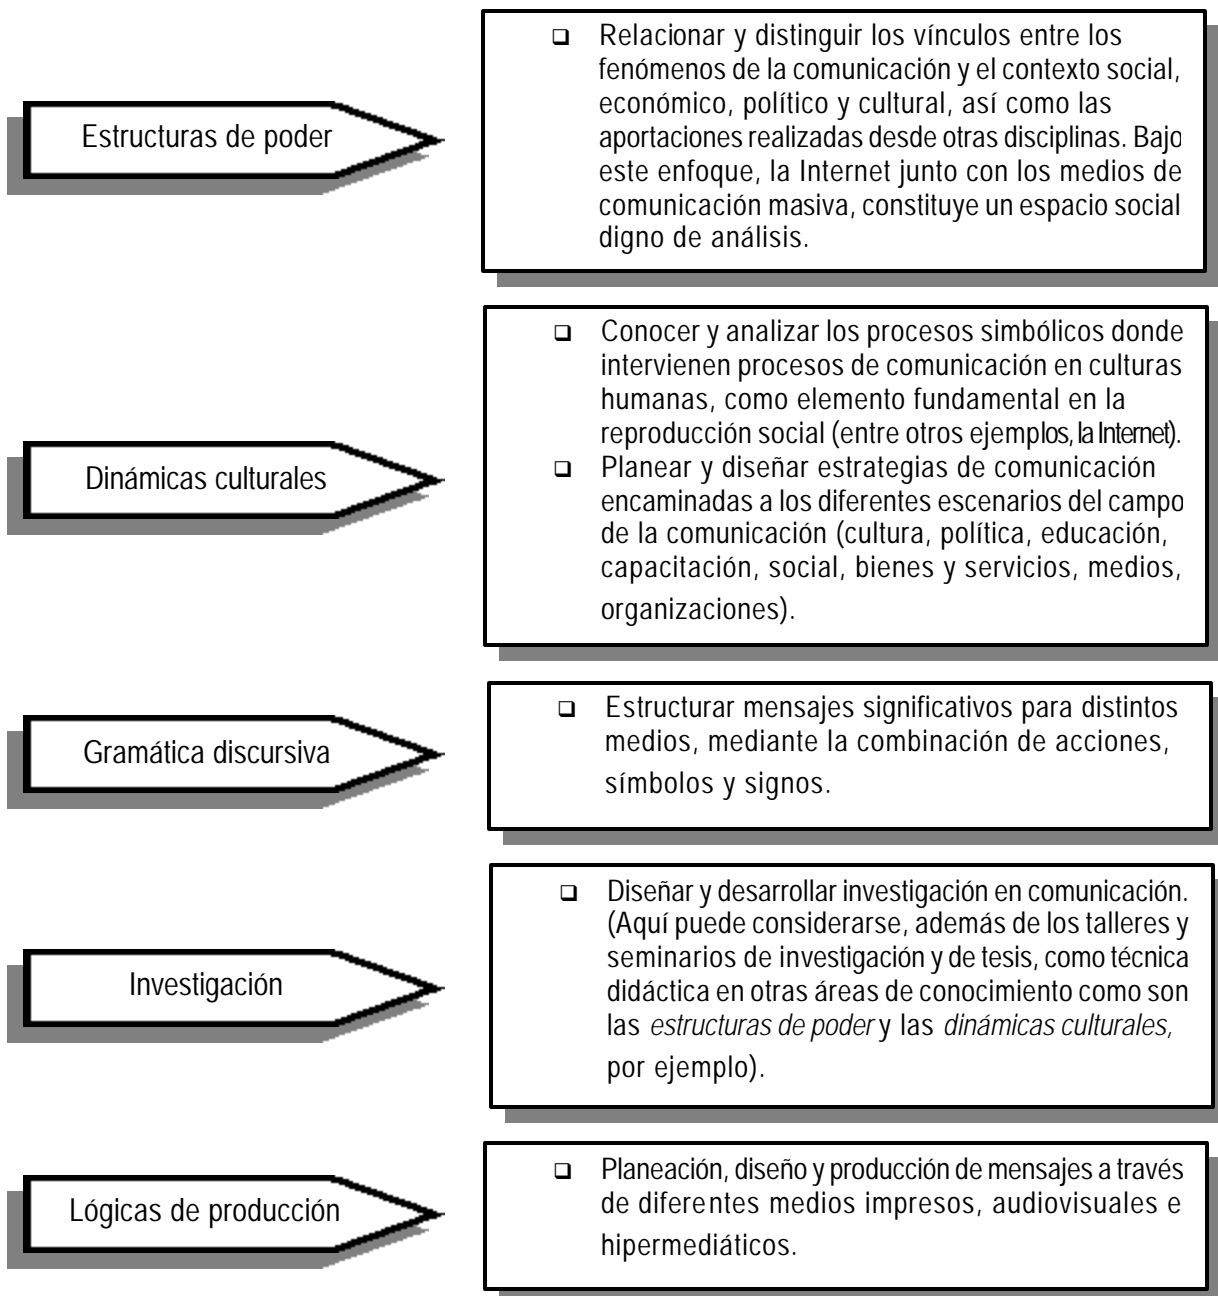 Estructuras de poder
❑ Relacionar y distinguir los vínculos entre los
fenómenos de la comunicación y el contexto social,
económico, político y cultural, así como las
aportaciones realizadas desde otras disciplinas. Bajo
este enfoque, la Internet junto con los medios de
comunicación masiva, constituye un espacio social
digno de análisis.
Dinámicas culturales
❑ Conocer y analizar los procesos simbólicos donde
intervienen procesos de comunicación en culturas
humanas, como elemento fundamental en la
reproducción social (entre otros ejemplos, la Internet).
❑ Planear y diseñar estrategias de comunicación
encaminadas a los diferentes escenarios del campo
de la comunicación (cultura, política, educación,
capacitación, social, bienes y servicios, medios,
organizaciones).
Gramática discursiva
❑ Estructurar mensajes significativos para distintos
medios, mediante la combinación de acciones,
símbolos y signos.
Investigación
❑ Diseñar y desarrollar investigación en comunicación.
(Aquí puede considerarse, además de los talleres y
seminarios de investigación y de tesis, como técnica
didáctica en otras áreas de conocimiento como son
las estructuras de poder y las dinámicas culturales,
por ejemplo).
Lógicas de producción
❑ Planeación, diseño y producción de mensajes a través
de diferentes medios impresos, audiovisuales e
hipermediáticos.